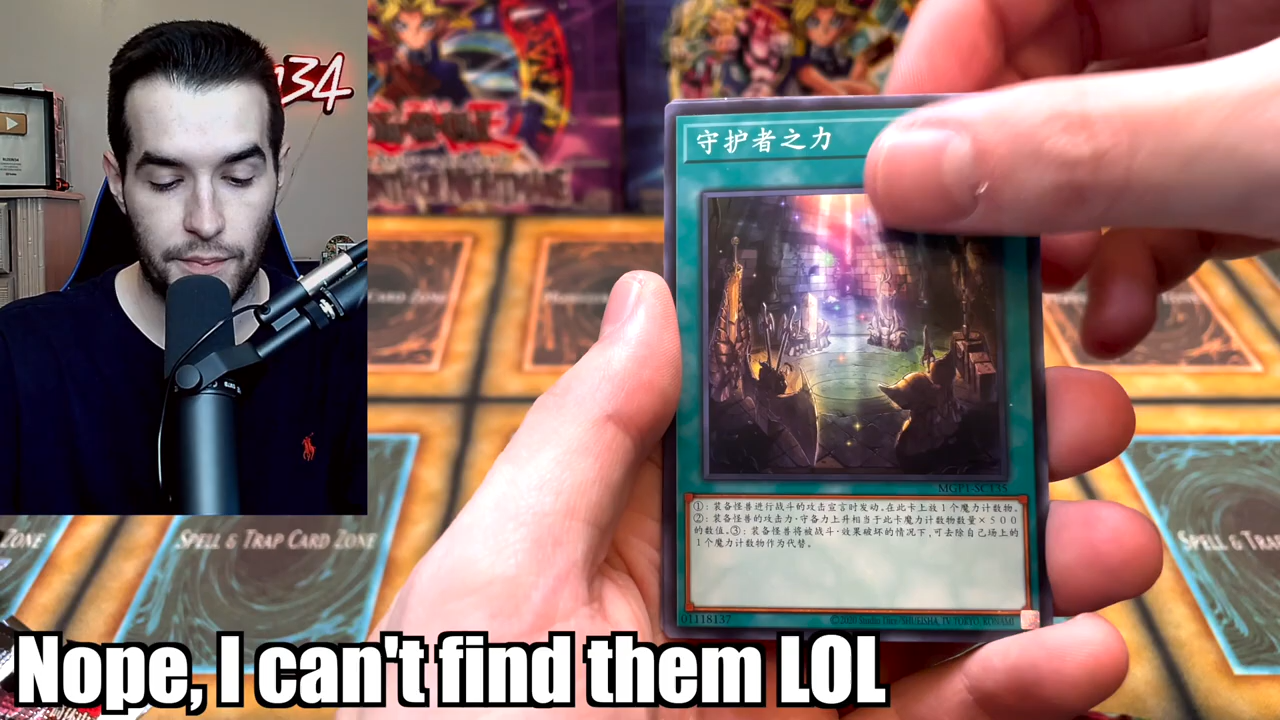 034
守护者之力
CARD ZONE
ZONE
SPELL & TRAP CARD ZONE
SPELL & TRA
MGP1-SC135
①：装备怪兽进行战斗的攻击宣言时发动。在此卡上放1个魔力计数物。
②：装备怪兽的攻击力·守备力上升相当于此卡魔力计数物数量×500
的数值。③：装备怪兽将被战斗·效果破坏的情况下，可去除自己场上的
1个魔力计数物作为代替。
01118137
©2020 Studio Dice/SHUEISHA, TV TOKYO, KONAMI
Nope, I can't find them LOL